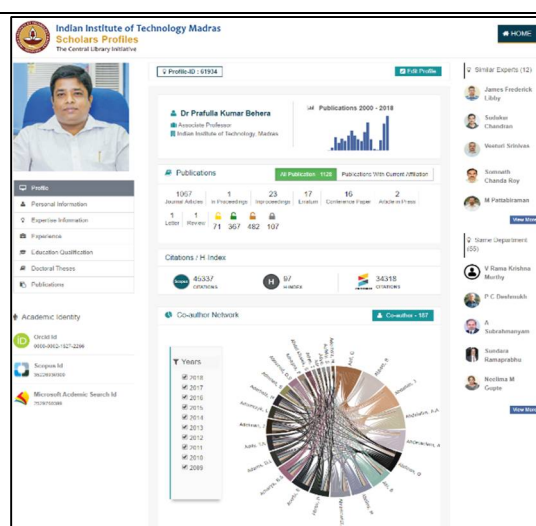 Indian Institute of Technology Madras
Scholars Profiles
The Central Library Initiative
HOME
Profile-ID : 61934
Edit Profile
Dr Prafulla Kumar Behera
Associate Professor
Indian Institute of Technology, Madras
Publications 2000 - 2018
Publications
All Publication - 1128
Publications With Current Affiliation
1067
Journal Articles
1
In Proceedings
23
Inproceedings
17
Erratum
16
Conference Paper
2
Article in Press
1
Letter
1
Review
71
367
482
107
Citations / H Index
Scopus
45337
CITATIONS
H
97
H-INDEX
34318
CITATIONS
Co-author Network
Co-author - 187
Years
2018
2017
2016
2015
2014
2013
2012
2011
2010
2009
Profile
Personal Information
Expertise Information
Experience
Education Qualification
Doctoral Theses
Publications
Academic Identity
iD
Orcid Id
Scopus Id
Microsoft Acdemic Search Id
Similar Experts (12)
James Frederick
Libby
Sudakar
Chandran
Somnath
Chanda Roy
M Pattabiraman
View More
Same Department
(55)
V Rama Krishna
Murthy
P C Deshmukh
A
Subrahmanyam
Sundara
Ramaprabhu
Neelima M
Gupte
View More